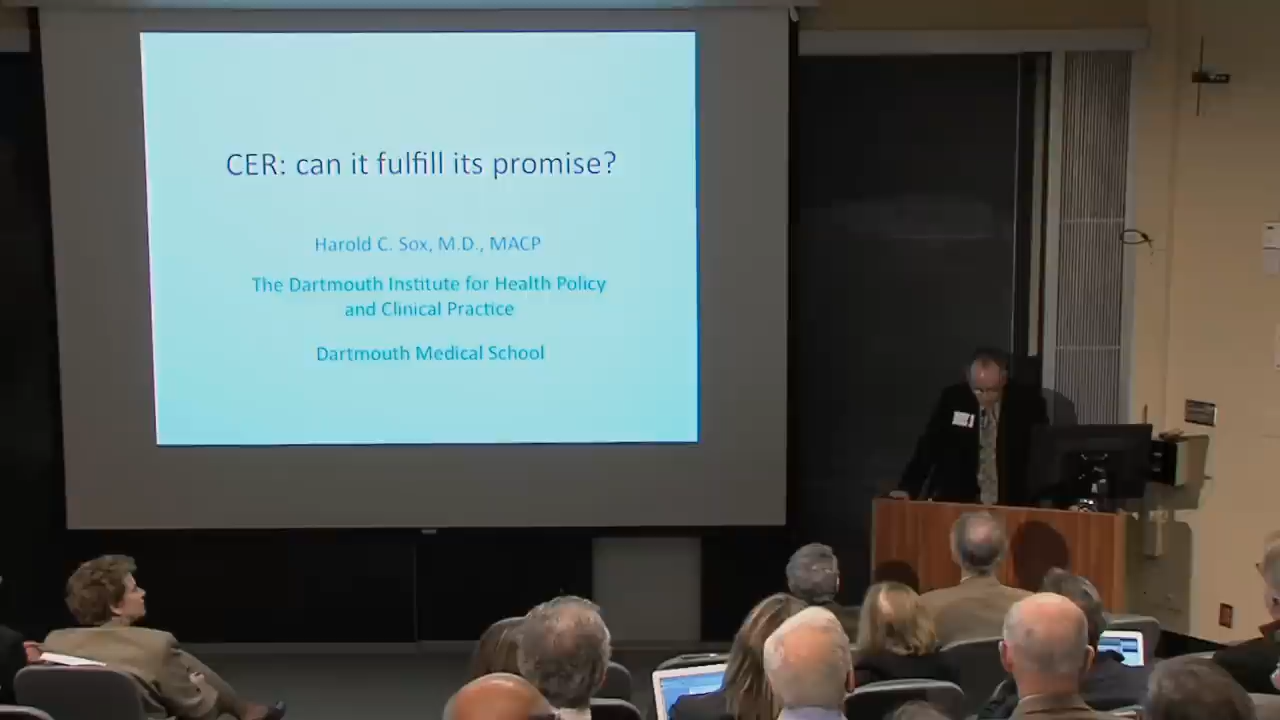 CER: can it fulfill its promise?
Harold C. Sox, M.D., MACP
The Dartmouth Institute for Health Policy
and Clinical Practice
Dartmouth Medical School